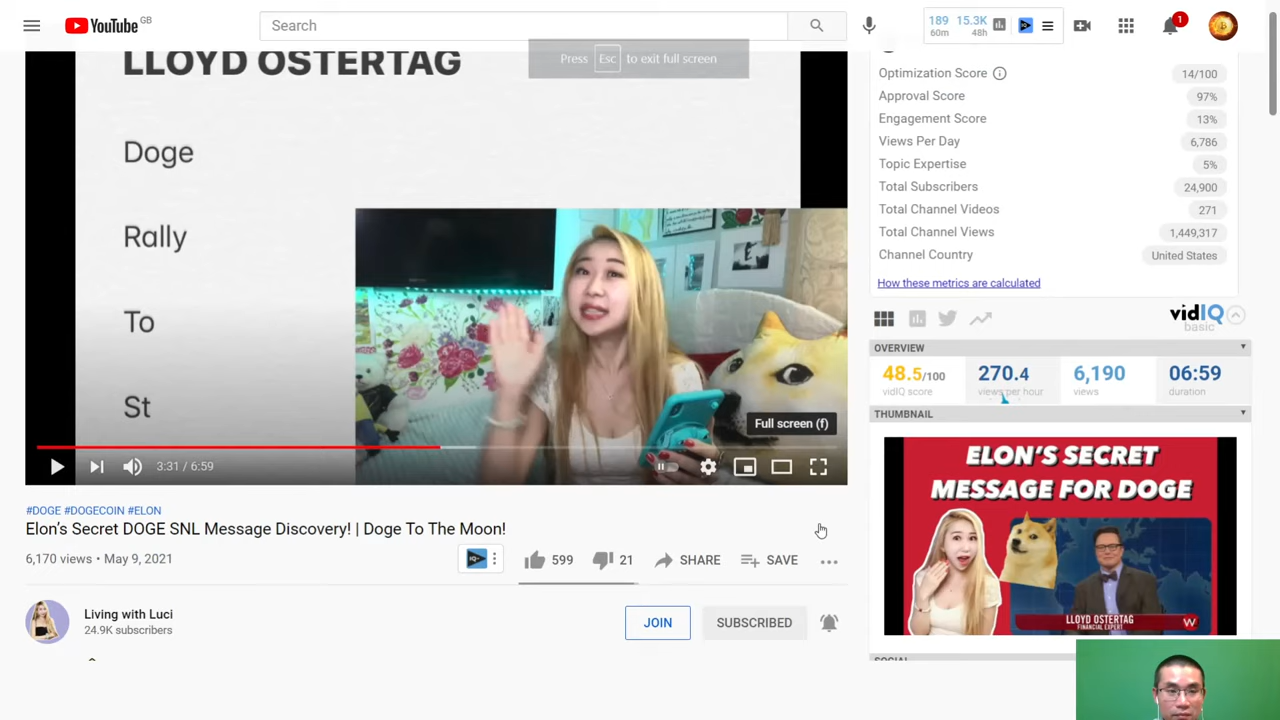 YouTube GB
Search
189 15.3K
60m 48h
1
Press Esc to exit full screen
LLOYD OSTERTAG
Doge
Rally
To
St
Full screen (f)
3:31 / 6:59
#DOGE #DOGECOIN #ELON
Elon's Secret DOGE SNL Message Discovery! | Doge To The Moon!
6,170 views • May 9, 2021
599 21 SHARE SAVE
Living with Luci
24.9K subscribers
JOIN SUBSCRIBED
Optimization Score 14/100
Approval Score 97%
Engagement Score 13%
Views Per Day 6,786
Topic Expertise 5%
Total Subscribers 24,900
Total Channel Videos 271
Total Channel Views 1,449,317
Channel Country United States
How these metrics are calculated
vidIQ
basic
OVERVIEW
48.5/100 270.4 6,190 06:59
vidIQ score views per hour views duration
THUMBNAIL
ELON'S SECRET
MESSAGE FOR DOGE
LLOYD OSTERTAG
FINANCIAL EXPERT
SOCIAL